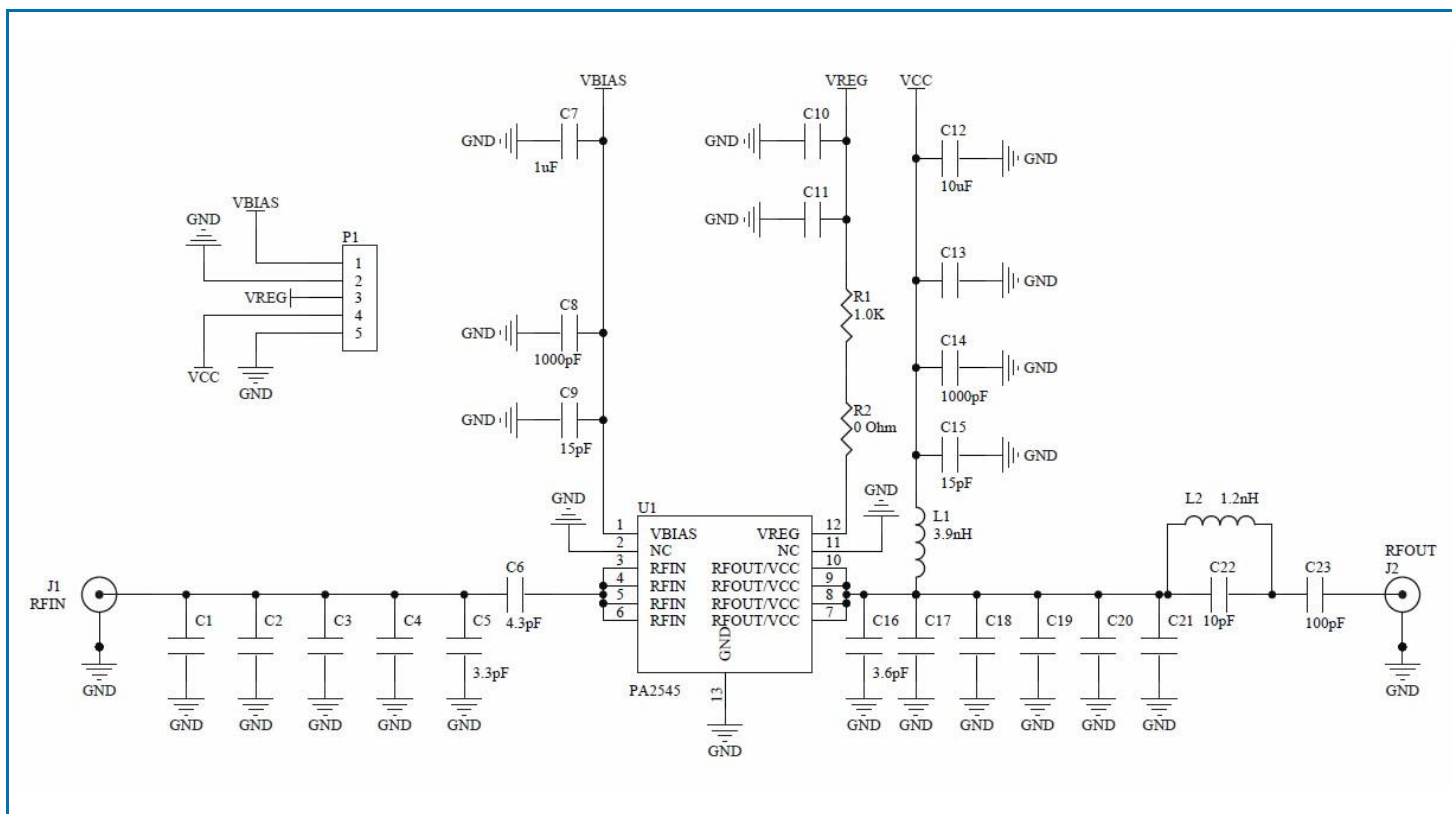 VBIAS
VREG
VCC
C7
C10
C12
GND
GND
GND
1uF
10uF
C11
GND
VBIAS
GND
P1
1
2
VREG
3
4
5
VCC
GND
C13
GND
R1
1.0K
C8
GND
1000pF
C14
GND
1000pF
C9
GND
15pF
R2
0 Ohm
C15
GND
15pF
GND
GND
U1
L1
3.9nH
L2 1.2nH
1 VBIAS VREG 12
2 NC NC 11
3 RFIN RFOUT/VCC 10
4 RFIN RFOUT/VCC 9
5 RFIN RFOUT/VCC 8
6 RFIN RFOUT/VCC 7
GND
13
PA2545
GND
J1
RFIN
GND
C6
4.3pF
RFOUT
J2
C22
10pF
C23
100pF
GND
C1
C2
C3
C4
C5
3.3pF
GND
GND
GND
GND
GND
C16
C17
C18
C19
C20
C21
3.6pF
GND
GND
GND
GND
GND
GND